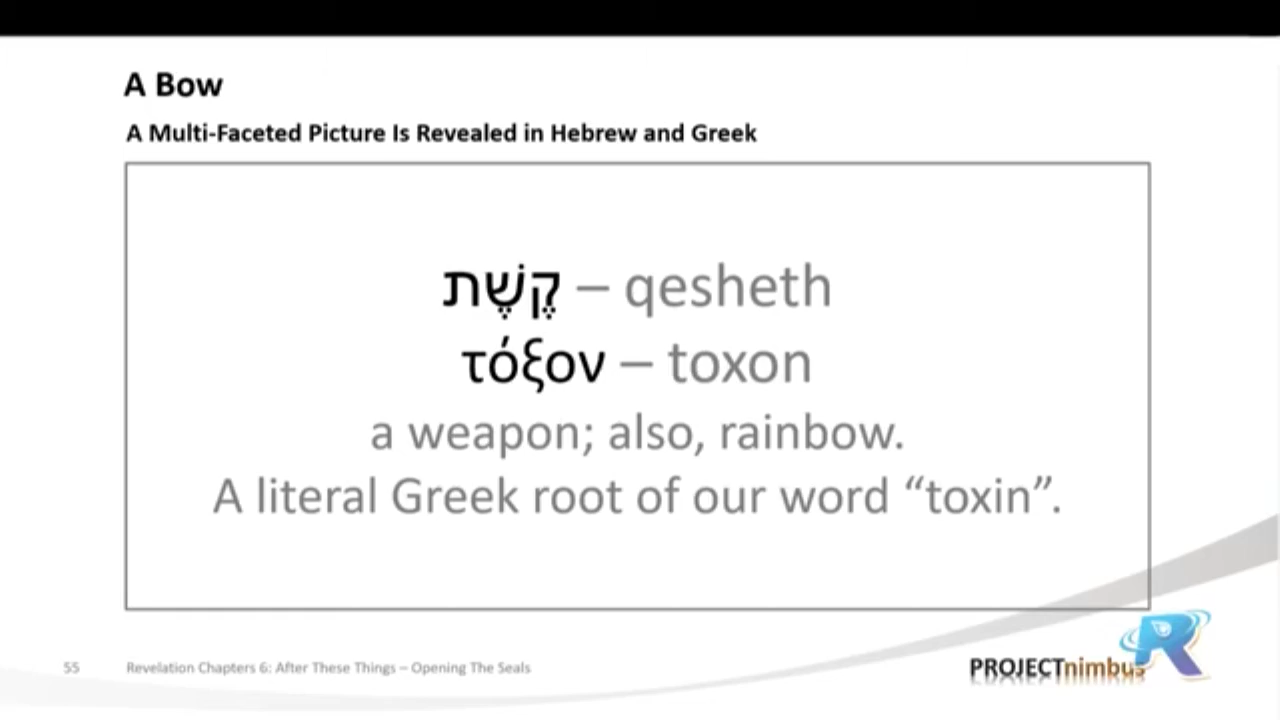 A Bow
A Multi-Faceted Picture Is Revealed in Hebrew and Greek
קֶשֶׁת – qesheth
τόξον – toxon
a weapon; also, rainbow.
A literal Greek root of our word “toxin”.
55 Revelation Chapters 6: After These Things – Opening The Seals
PROJECTnimbus R